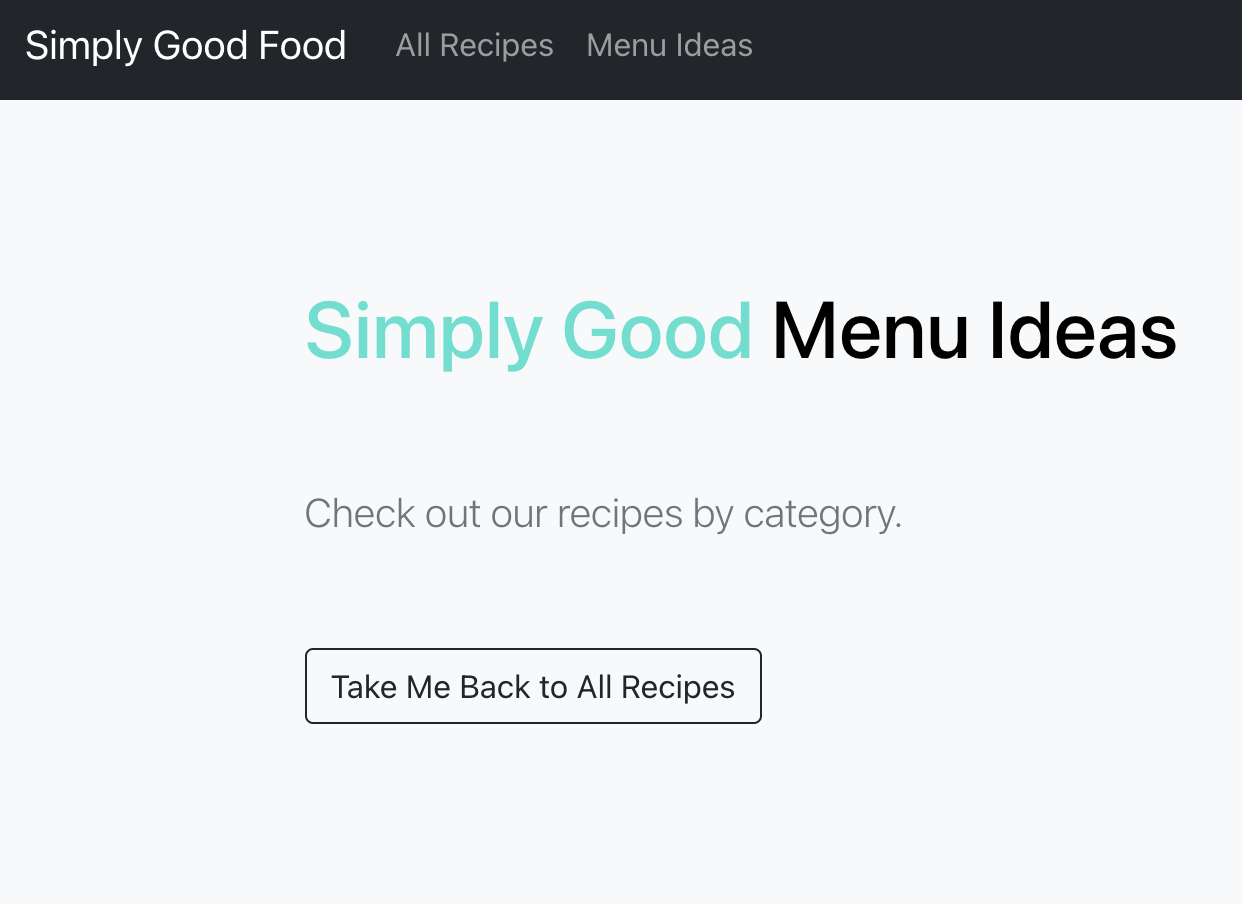 Simply Good Food All Recipes Menu Ideas
Simply Good Menu Ideas
Check out our recipes by category.
Take Me Back to All Recipes